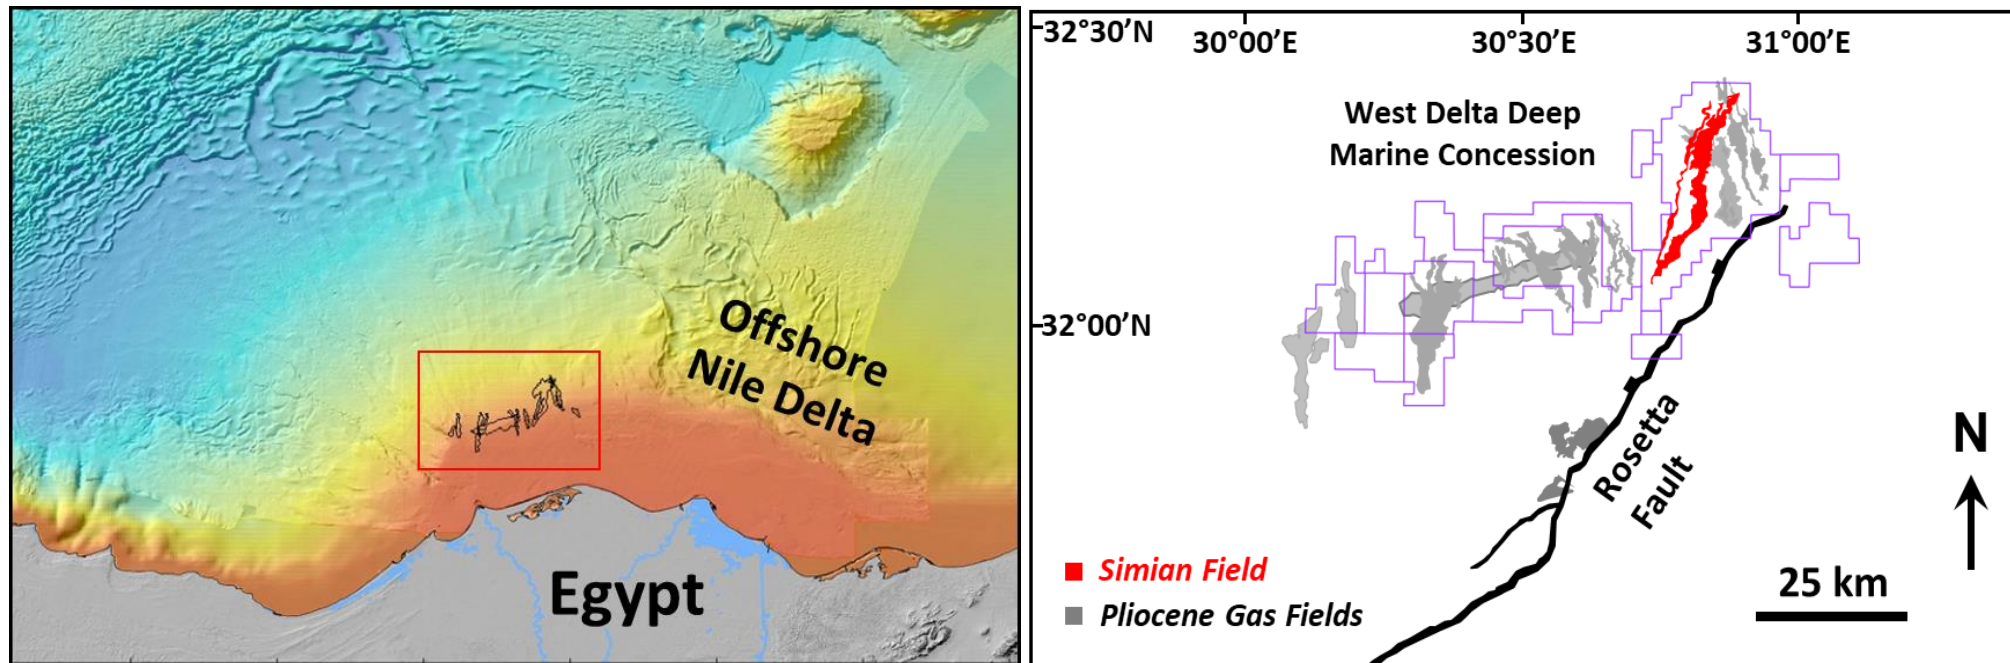 Offshore
Nile Delta
Egypt
32°30’N
30°00’E
30°30’E
31°00’E
West Delta Deep
Marine Concession
32°00’N
Rosetta
Fault
N
Simian Field
Pliocene Gas Fields
25 km